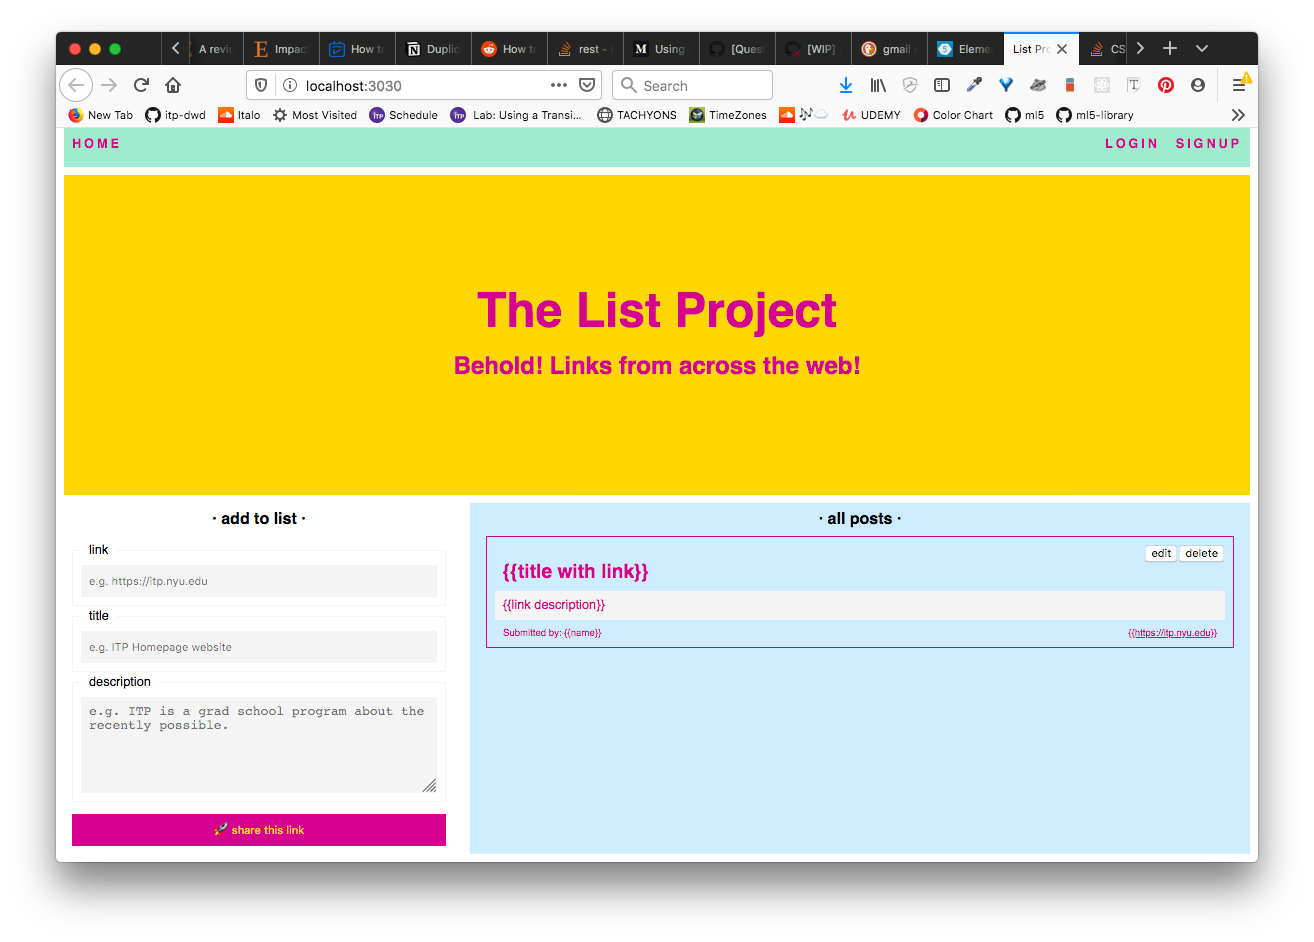 A revie Impac How to Duplic How to rest - Using [Ques [WIP] gmail Eleme List Pro CS
localhost:3030 ••• Search
New Tab itp-dwd Italo Most Visited Schedule Lab: Using a Transi... TACHYONS TimeZones UDEMY Color Chart ml5 ml5-library
HOME LOGIN SIGNUP
The List Project
Behold! Links from across the web!
· add to list ·
link
e.g. https://itp.nyu.edu
title
e.g. ITP Homepage website
description
e.g. ITP is a grad school program about the
recently possible.
🚀 share this link
· all posts ·
edit delete
{{title with link}}
{{link description}}
Submitted by: {{name}} {{https://itp.nyu.edu}}